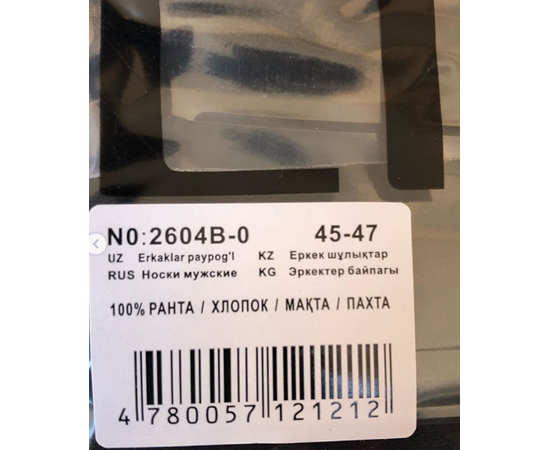 N0:2604B-0 45-47
UZ Erkaklar paypog'I KZ Еркек шұлықтар
RUS Носки мужские KG Эркектер байпагы
100% PAHTA / ХЛОПОК / МАҚТА / ПАХТА
4 780057 121212